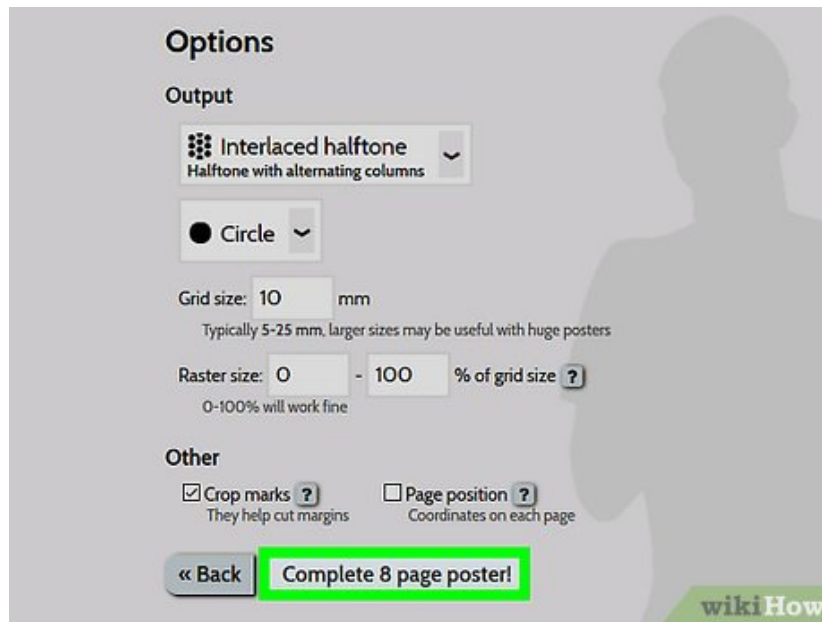 Options
Output
Interlaced halftone
Halftone with alternating columns
Circle
Grid size: 10 mm
Typically 5-25 mm, larger sizes may be useful with huge posters
Raster size: 0 - 100 % of grid size ?
0-100% will work fine
Other
Crop marks ? Page position ?
They help cut margins Coordinates on each page
« Back Complete 8 page poster!
wikiHow